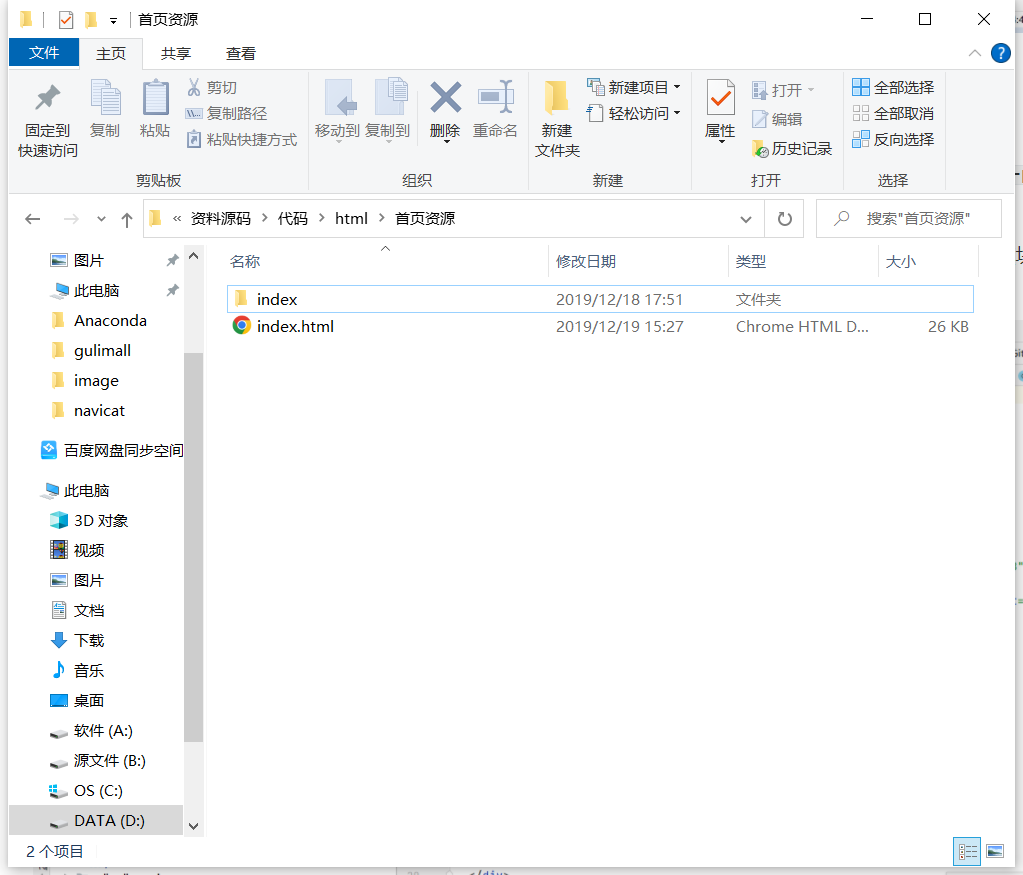 首页资源
文件 主页 共享 查看
固定到
快速访问
复制
粘贴
剪切
复制路径
粘贴快捷方式
剪贴板
移动到
复制到
删除
重命名
组织
新建
文件夹
新建项目
轻松访问
新建
属性
打开
编辑
历史记录
打开
全部选择
全部取消
反向选择
选择
« 资料源码 > 代码 > html > 首页资源
搜索"首页资源"
图片
此电脑
Anaconda
gulimall
image
navicat
百度网盘同步空间
此电脑
3D 对象
视频
图片
文档
下载
音乐
桌面
软件 (A:)
源文件 (B:)
OS (C:)
DATA (D:)
名称 修改日期 类型 大小
index 2019/12/18 17:51 文件夹
index.html 2019/12/19 15:27 Chrome HTML D... 26 KB
2 个项目